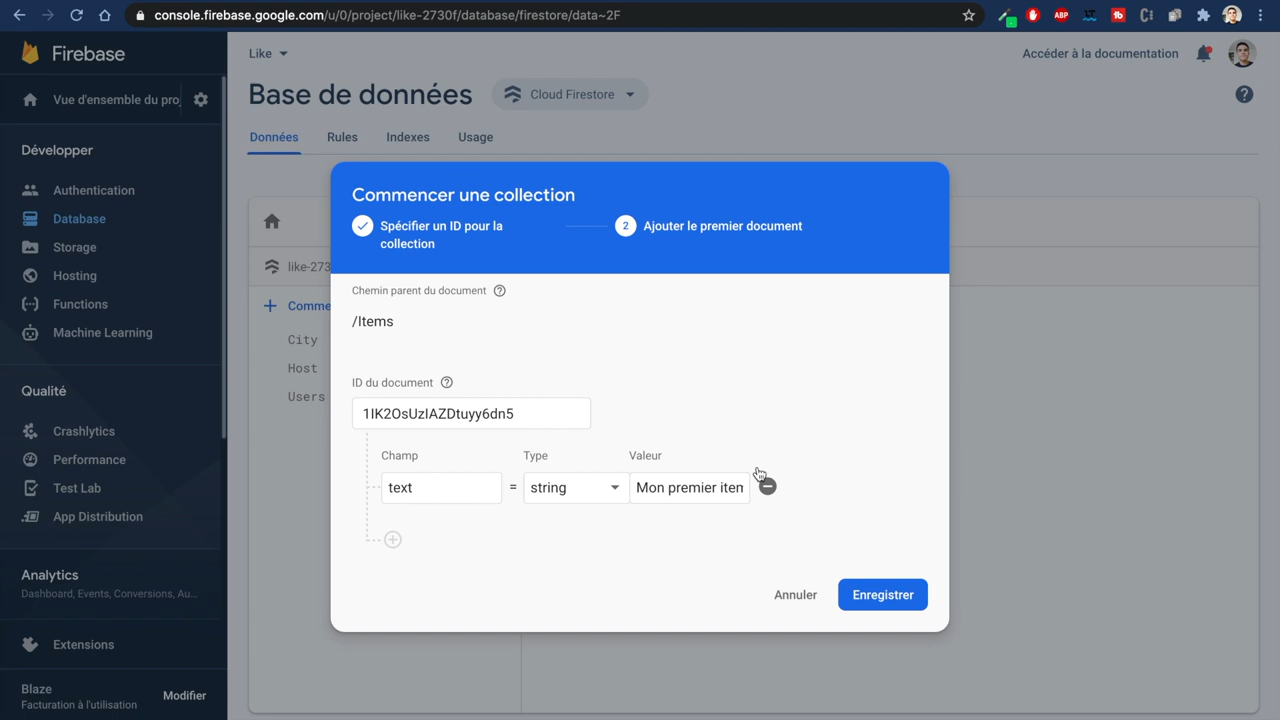 console.firebase.google.com/u/0/project/like-2730f/database/firestore/data~2F
ABP
Firebase
Like
Accéder à la documentation
Vue d'ensemble du pro
Base de données
Cloud Firestore
Données
Rules
Indexes
Usage
Développer
Authentication
Database
Storage
Hosting
Functions
Machine Learning
Qualité
Crashlytics
Performance
Test Lab
App Distribution
Analytics
Dashboard, Events, Conversions, Au...
Extensions
Blaze
Facturation à l'utilisation
Modifier
like-273
Comme
City
Host
Users
Commencer une collection
Spécifier un ID pour la
collection
2
Ajouter le premier document
Chemin parent du document
/Items
ID du document
1IK2OsUzIAZDtuyy6dn5
Champ
Type
Valeur
text
=
string
Mon premier iten
Annuler
Enregistrer